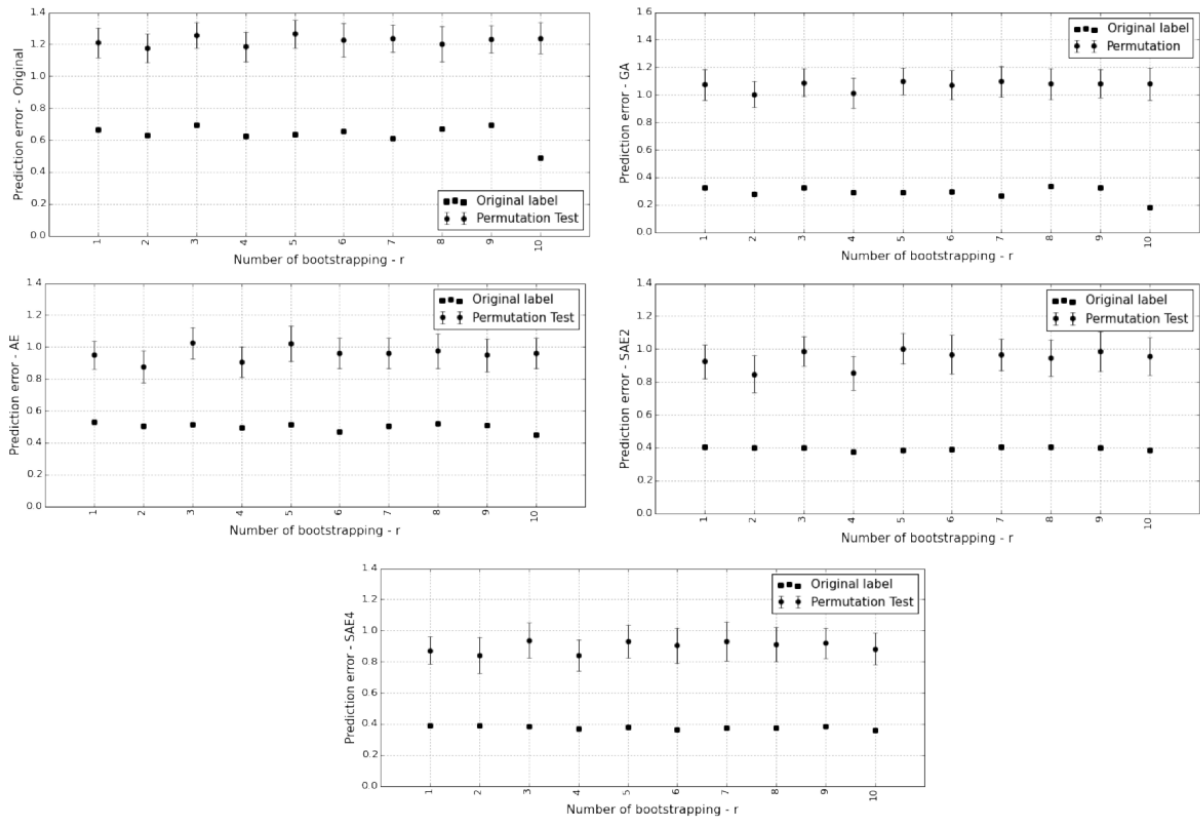 Prediction error - Original
1.4
1.2
1.0
0.8
0.6
0.4
0.2
0.0
Original label
Permutation Test
1 2 3 4 5 6 7 8 9 10
Number of bootstrapping - r
Prediction error - GA
1.6
1.4
1.2
1.0
0.8
0.6
0.4
0.2
0.0
Original label
Permutation
1 2 3 4 5 6 7 8 9 10
Number of bootstrapping - r
Prediction error - AE
1.4
1.2
1.0
0.8
0.6
0.4
0.2
0.0
Original label
Permutation Test
1 2 3 4 5 6 7 8 9 10
Number of bootstrapping - r
Prediction error - SAE2
1.4
1.2
1.0
0.8
0.6
0.4
0.2
0.0
Original label
Permutation Test
1 2 3 4 5 6 7 8 9 10
Number of bootstrapping - r
Prediction error - SAE4
1.4
1.2
1.0
0.8
0.6
0.4
0.2
0.0
Original label
Permutation Test
1 2 3 4 5 6 7 8 9 10
Number of bootstrapping - r